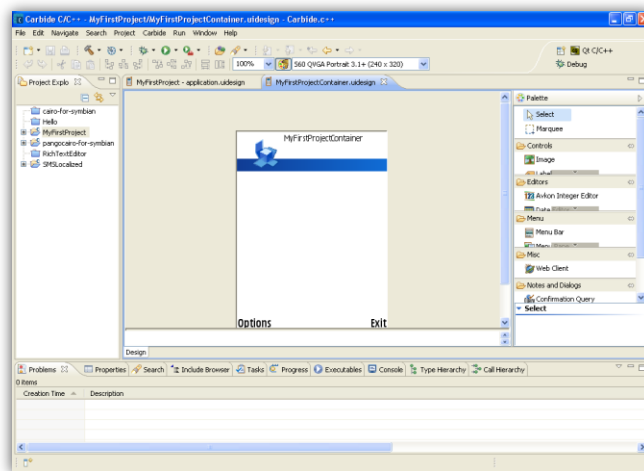 Carbide C/C++ - MyFirstProject/MyFirstProjectContainer.uidesign - Carbide.c++
File Edit Navigate Search Project Carbide Run Window Help
Qt C/C++
100% S60 QVGA Portrait 3.1+ (240 x 320) Debug
Project Explo MyFirstProject - application.uidesign MyFirstProjectContainer.uidesign
Palette
cairo-for-symbian
Hello
MyFirstProject
pangocairo-for-symbian
RichTextEditor
SMSLocalized
MyFirstProjectContainer
Options Exit
Design
Select
Marquee
Controls
Image
Label
Editors
Avkon Integer Editor
Menu
Menu Bar
Misc
Web Client
Notes and Dialogs
Confirmation Query
Select
Problems Properties Search Include Browser Tasks Progress Executables Console Type Hierarchy Call Hierarchy
0 items
Creation Time Description